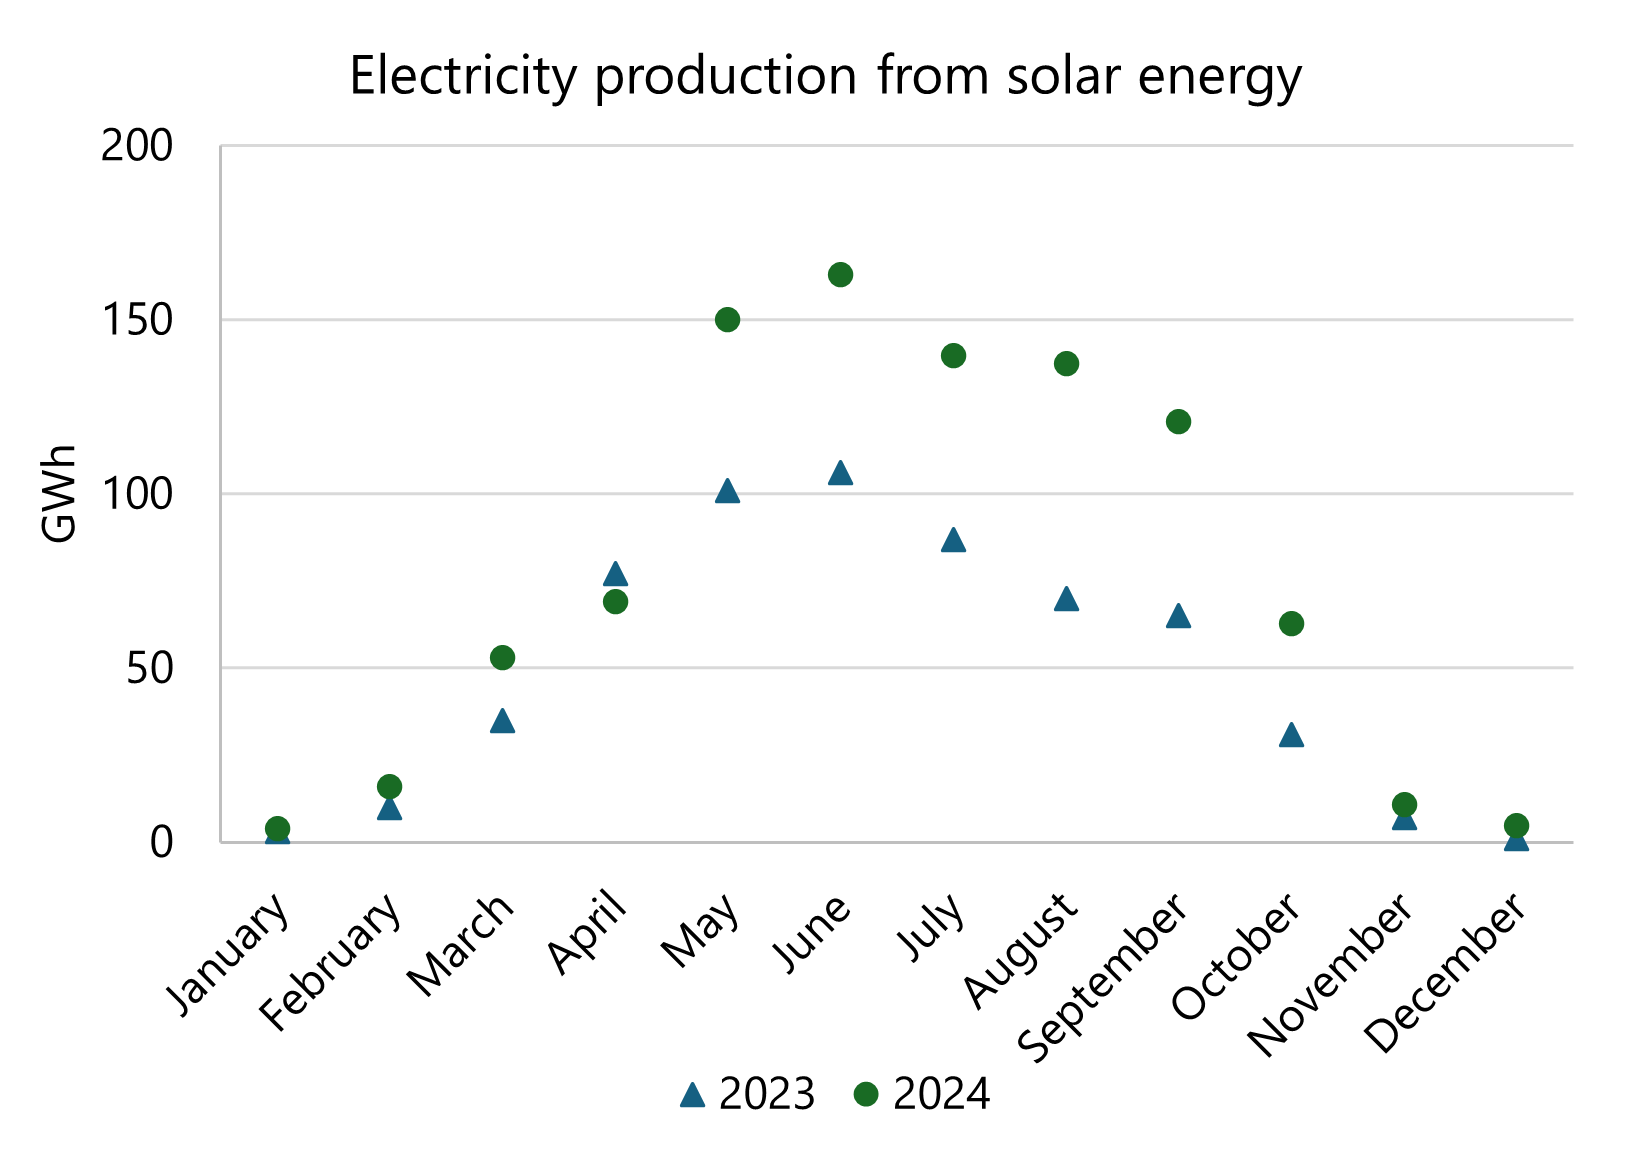 Electricity production from solar energy
200
150
100
50
0
GWh
January
February
March
April
May
June
July
August
September
October
November
December
2023
2024